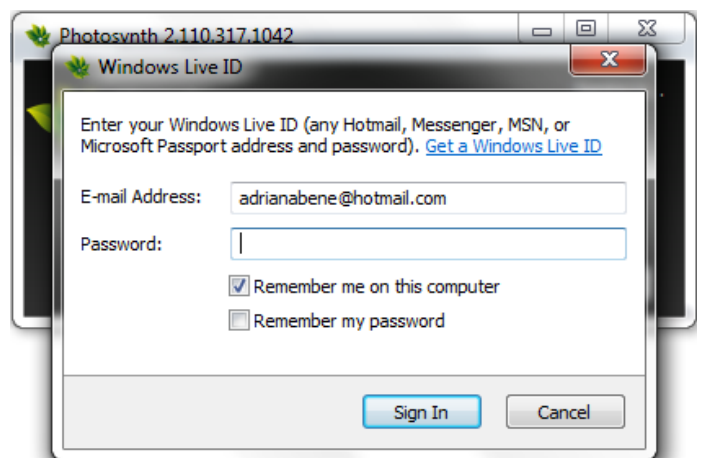 Photosynth 2.110.317.1042
Windows Live ID
Enter your Windows Live ID (any Hotmail, Messenger, MSN, or
Microsoft Passport address and password). Get a Windows Live ID
E-mail Address: adrianabene@hotmail.com
Password:
Remember me on this computer
Remember my password
Sign In Cancel